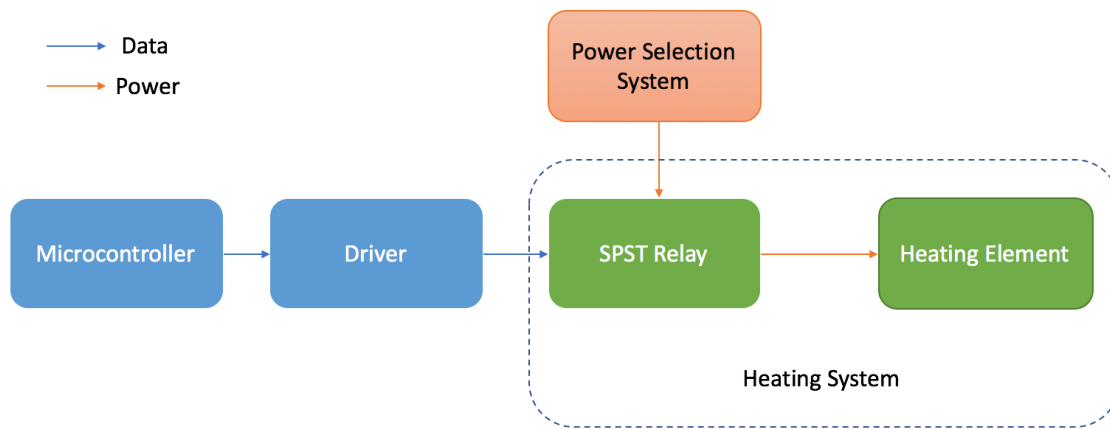 Data
Power
Power Selection
System
Microcontroller
Driver
SPST Relay
Heating Element
Heating System